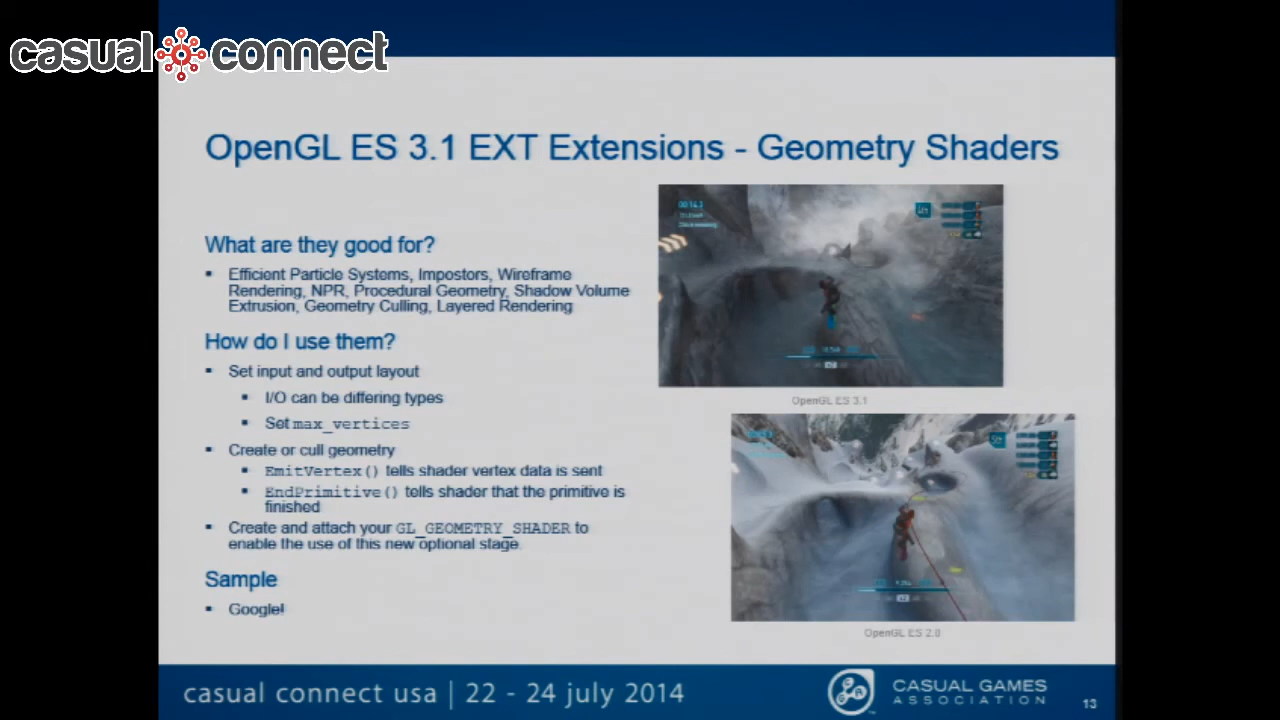 casual connect
OpenGL ES 3.1 EXT Extensions - Geometry Shaders
What are they good for?
▪ Efficient Particle Systems, Impostors, Wireframe
Rendering, NPR, Procedural Geometry, Shadow Volume
Extrusion, Geometry Culling, Layered Rendering
How do I use them?
▪ Set input and output layout
▪ I/O can be differing types
▪ Set max_vertices
▪ Create or cull geometry
▪ EmitVertex() tells shader vertex data is sent
▪ EndPrimitive() tells shader that the primitive is
finished
▪ Create and attach your GL_GEOMETRY_SHADER to
enable the use of this new optional stage.
Sample
▪ Google!
OpenGL ES 3.1
OpenGL ES 2.0
casual connect usa | 22 - 24 july 2014
CASUAL GAMES
ASSOCIATION
13